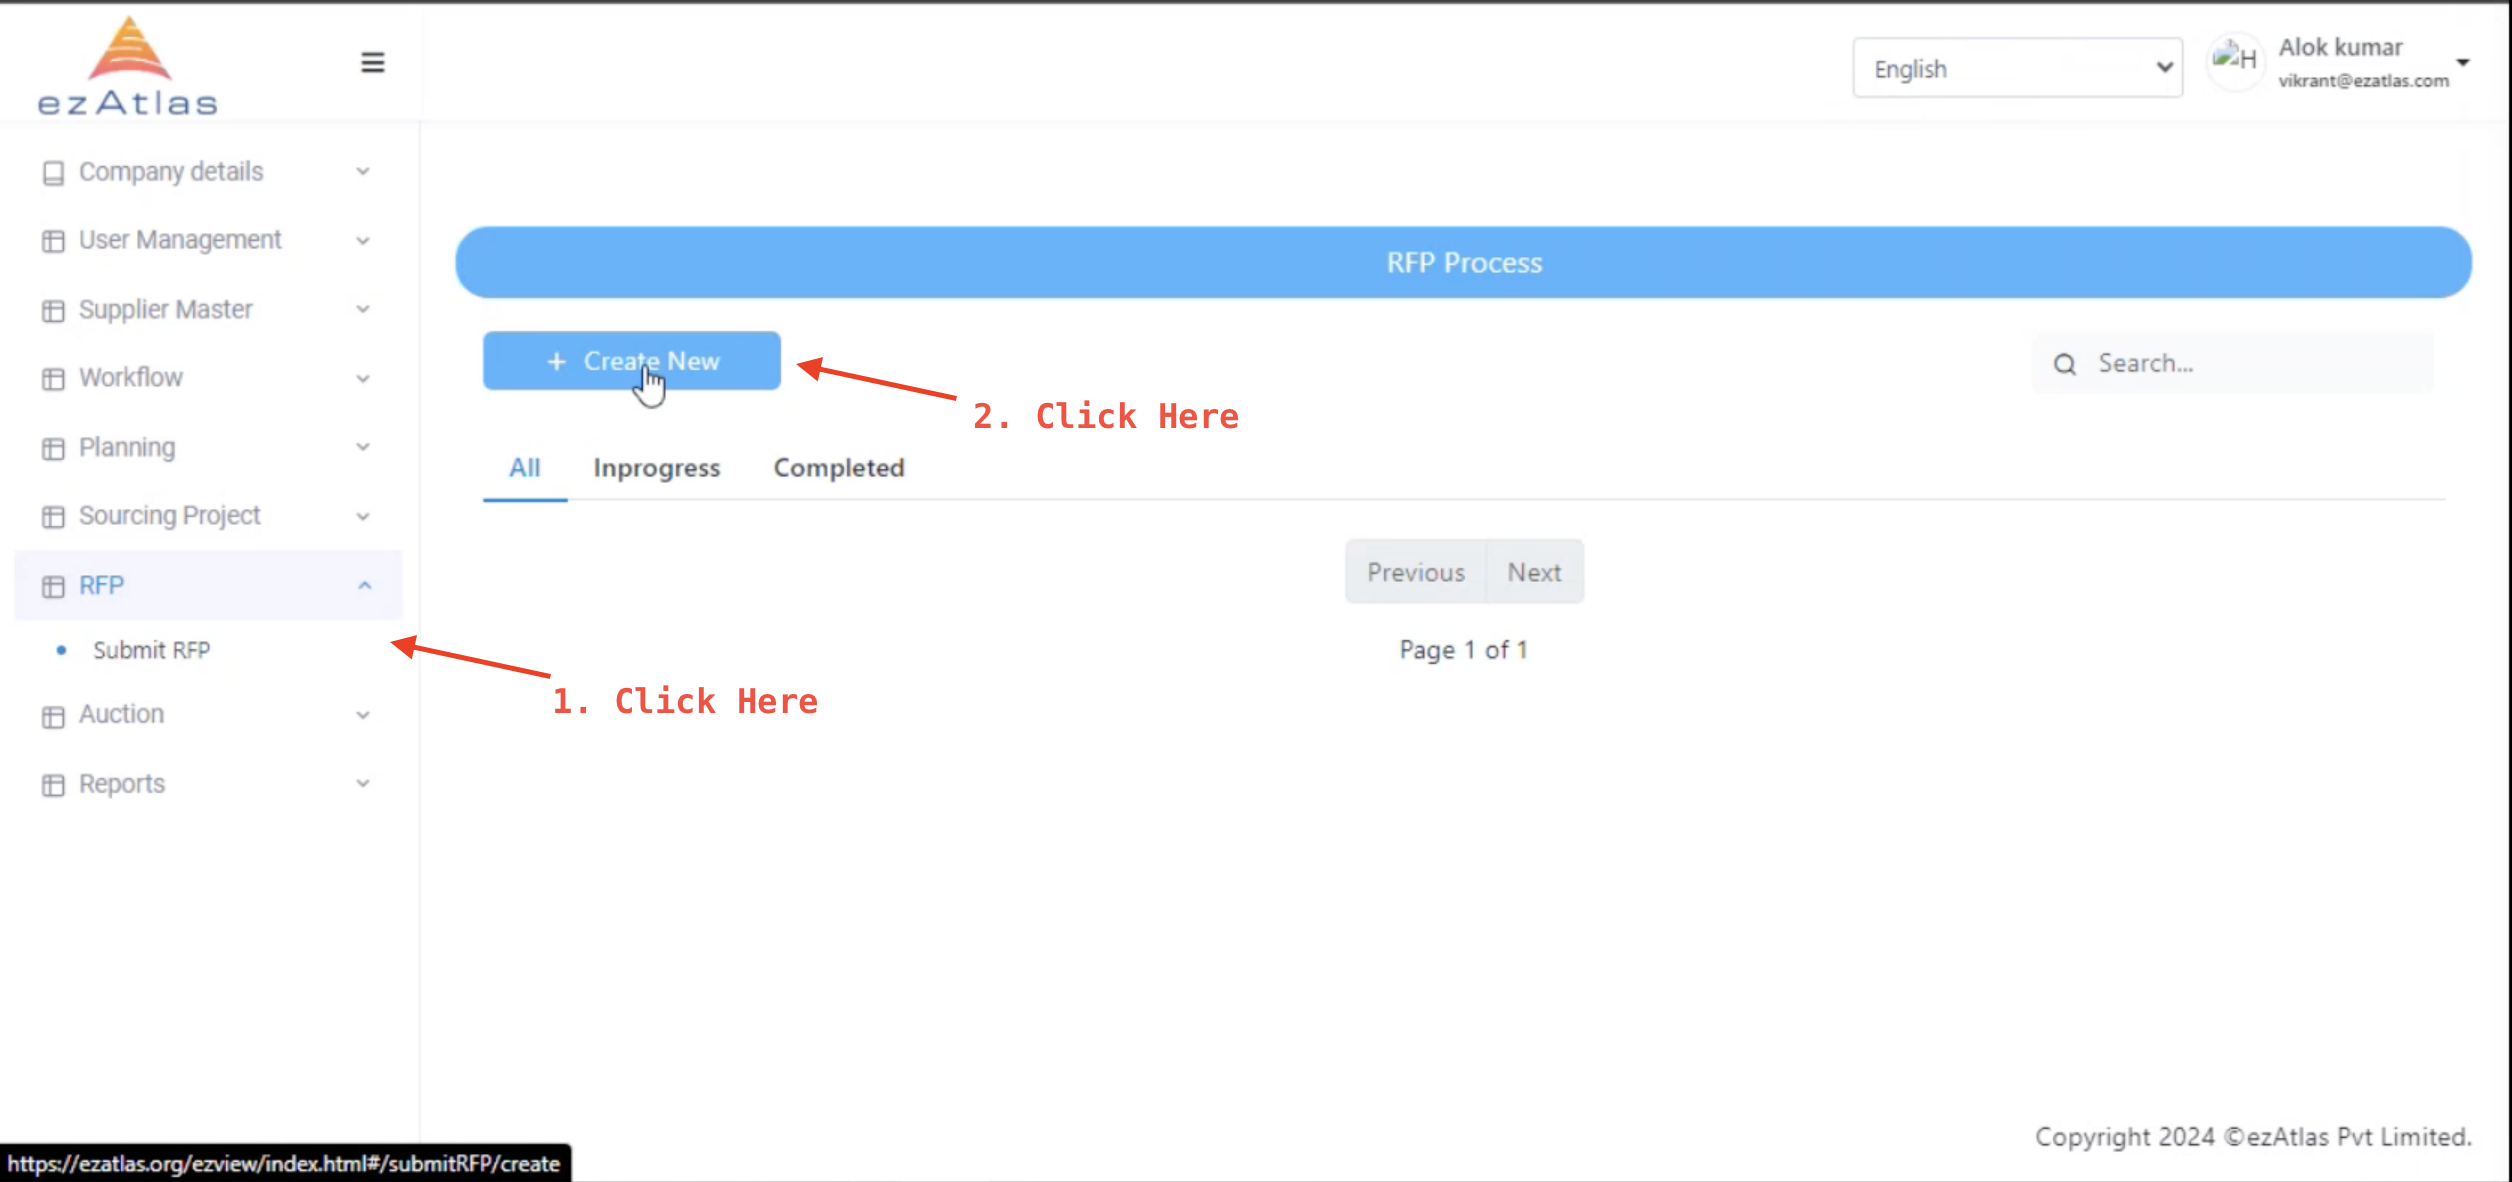 ezAtlas
English
Alok kumar
vikrant@ezatlas.com
H
Company details
User Management
Supplier Master
Workflow
Planning
Sourcing Project
RFP
Submit RFP
Auction
Reports
RFP Process
+ Create New
Search...
2. Click Here
All Inprogress Completed
Previous Next
Page 1 of 1
1. Click Here
Copyright 2024 ©ezAtlas Pvt Limited.
https://ezatlas.org/ezview/index.html#/submitRFP/create